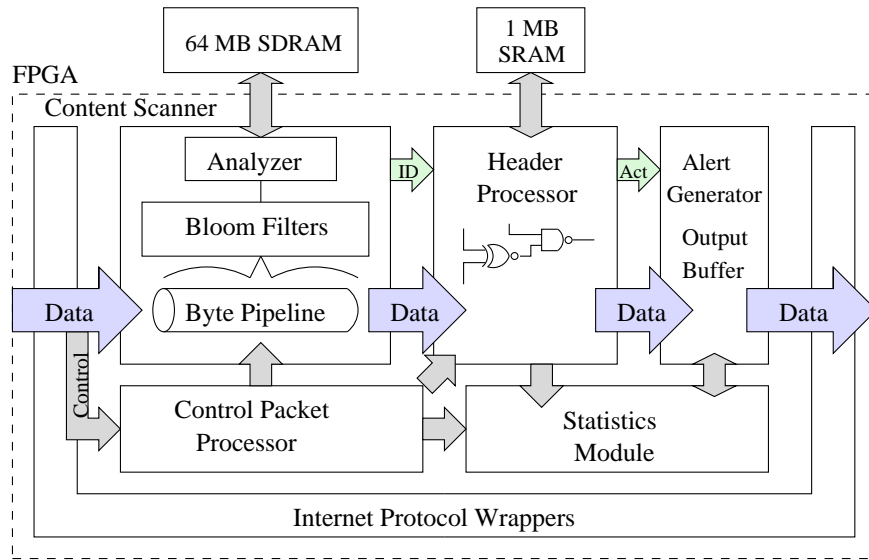 64 MB SDRAM
1 MB
SRAM
FPGA
Content Scanner
Analyzer
ID
Header
Processor
Act
Alert
Generator
Bloom Filters
Output
Buffer
Data
Byte Pipeline
Data
Data
Data
Control
Control Packet
Processor
Statistics
Module
Internet Protocol Wrappers